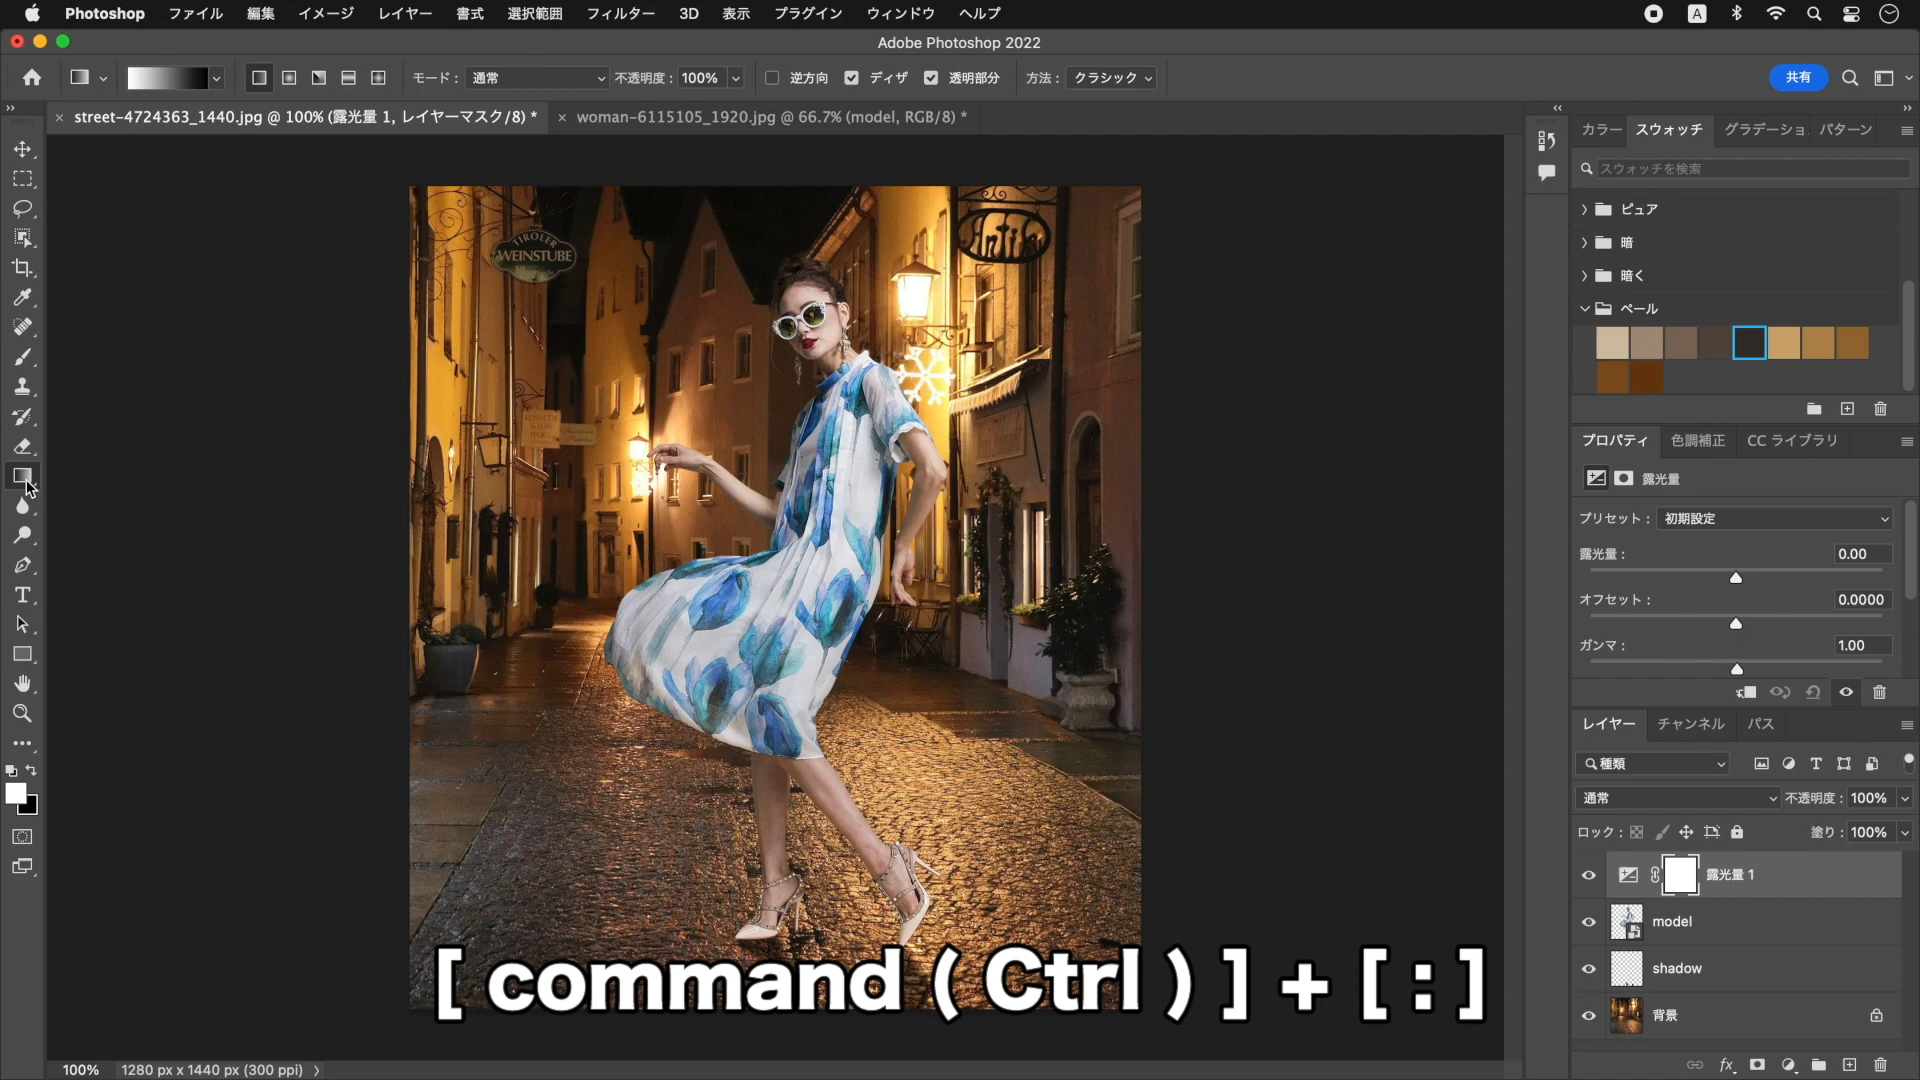 Photoshop ファイル 編集 イメージ レイヤー 書式 選択範囲 フィルター 3D 表示 プラグイン ウィンドウ ヘルプ A
Adobe Photoshop 2022
モード： 通常 不透明度： 100% 逆方向 ディザ 透明部分 方法： クラシック 共有
street-4724363_1440.jpg @ 100% (露光量 1, レイヤーマスク/8) *
woman-6115105_1920.jpg @ 66.7% (model, RGB/8) *
カラー スウォッチ グラデーショ パターン
スウォッチを検索
ピュア
暗
暗く
ペール
プロパティ 色調補正 CC ライブラリ
露光量
プリセット： 初期設定
露光量： 0.00
オフセット： 0.0000
ガンマ： 1.00
レイヤー チャンネル パス
種類
通常 不透明度： 100%
ロック： 塗り： 100%
露光量 1
model
shadow
背景
TIROLER
WEINSTUBE
Antik
[ command ( Ctrl ) ] + [ : ]
100% 1280 px x 1440 px (300 ppi)